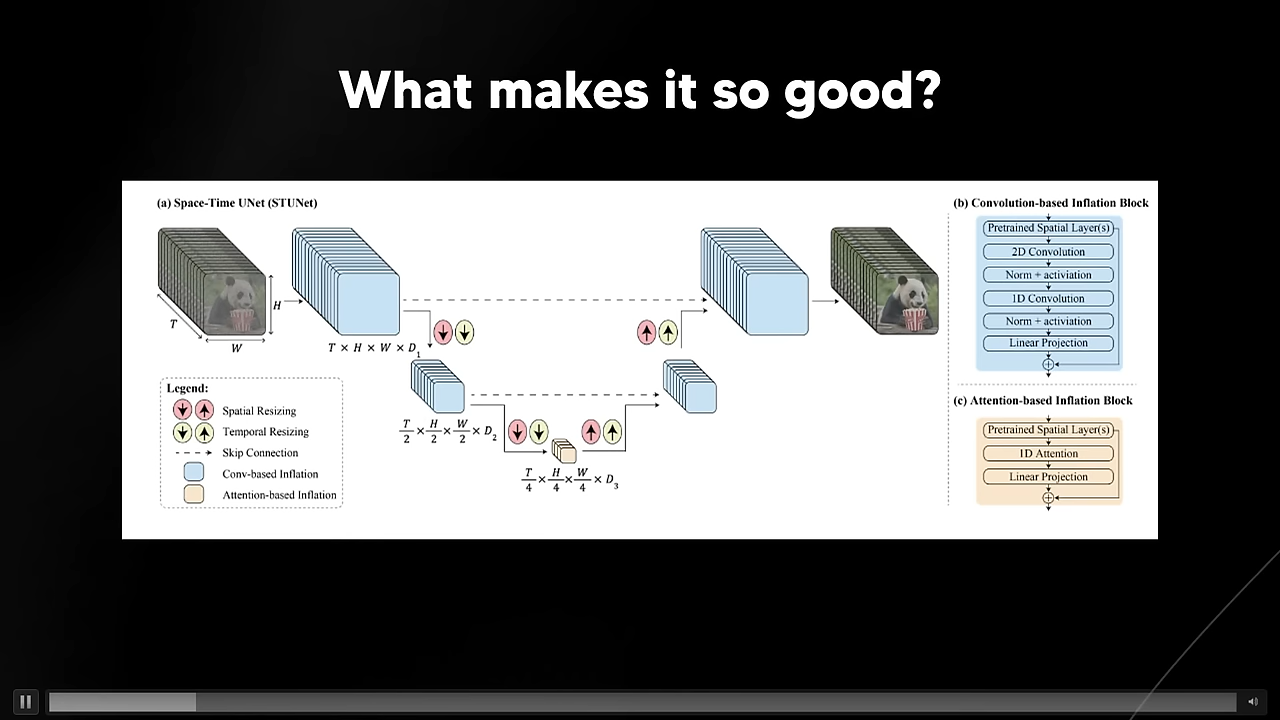 What makes it so good?
(a) Space-Time UNet (STUNet)
T
H
W
T × H × W × D₁
T/2 × H/2 × W/2 × D₂
T/4 × H/4 × W/4 × D₃
Legend:
Spatial Resizing
Temporal Resizing
Skip Connection
Conv-based Inflation
Attention-based Inflation
(b) Convolution-based Inflation Block
Pretrained Spatial Layer(s)
2D Convolution
Norm + activiation
1D Convolution
Norm + activiation
Linear Projection
(c) Attention-based Inflation Block
Pretrained Spatial Layer(s)
1D Attention
Linear Projection